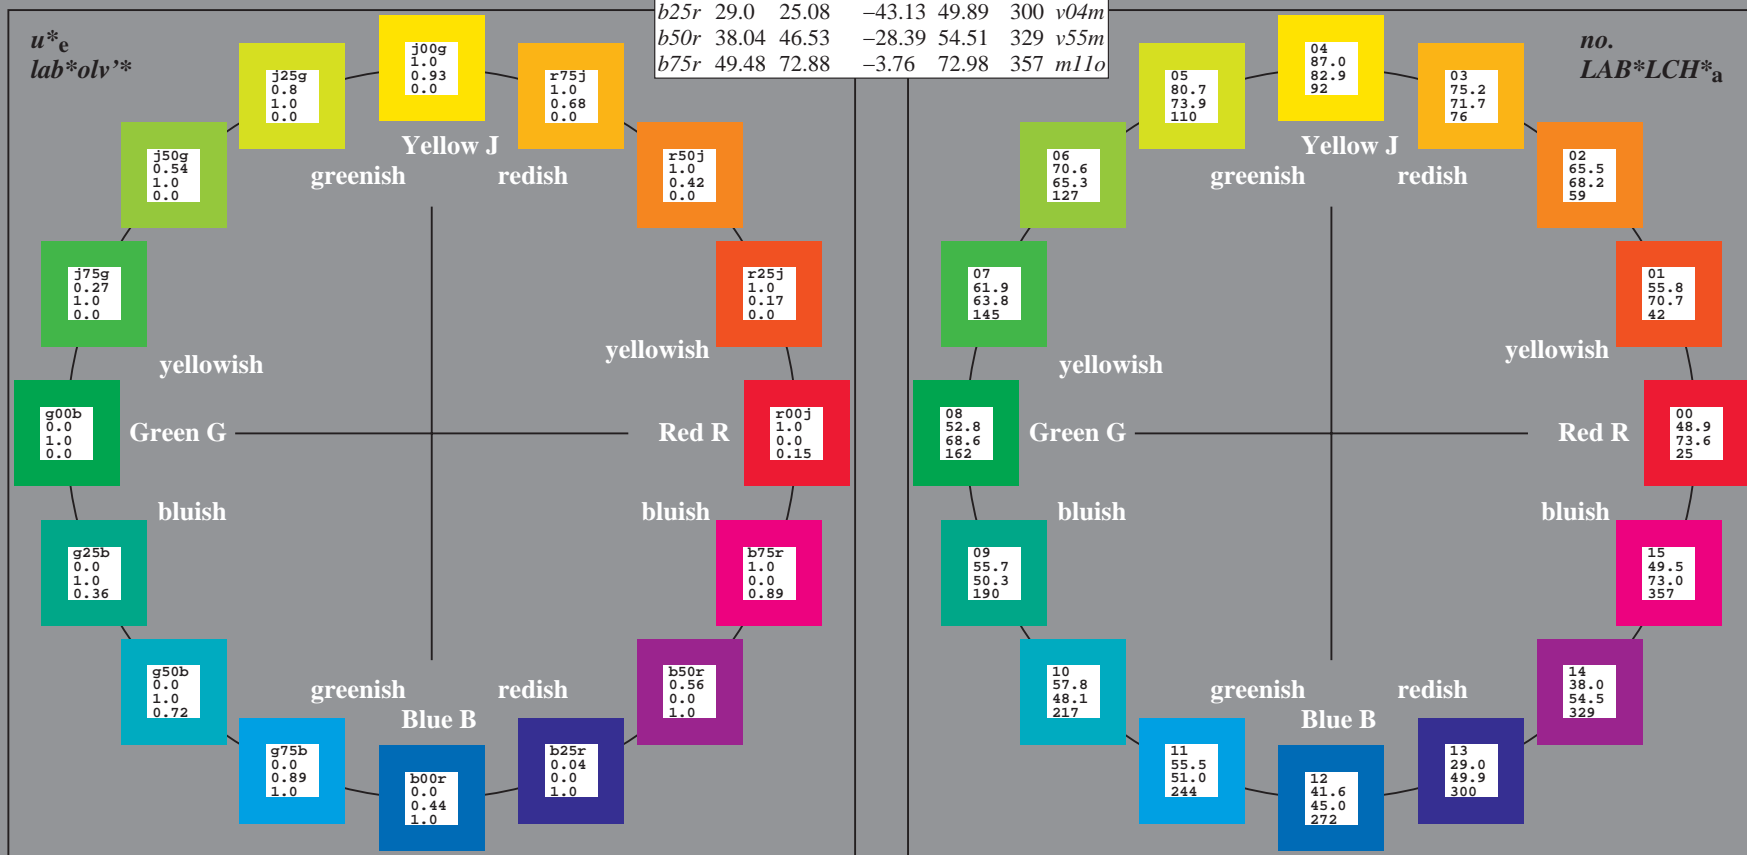 b25r 29.0 25.08 −43.13 49.89 300 v04m
b50r 38.04 46.53 −28.39 54.51 329 v55m
b75r 49.48 72.88 −3.76 72.98 357 m11o
u*e
lab*olv'*
j00g
1.0
0.93
0.0
j25g
0.8
1.0
0.0
r75j
1.0
0.68
0.0
j50g
0.54
1.0
0.0
r50j
1.0
0.42
0.0
j75g
0.27
1.0
0.0
r25j
1.0
0.17
0.0
g00b
0.0
1.0
0.0
r00j
1.0
0.0
0.15
g25b
0.0
1.0
0.36
b75r
1.0
0.0
0.89
g50b
0.0
1.0
0.72
b50r
0.56
0.0
1.0
g75b
0.0
0.89
1.0
b00r
0.0
0.44
1.0
b25r
0.04
0.0
1.0
Yellow J
greenish redish
yellowish
yellowish
Green G
Red R
bluish
bluish
greenish redish
Blue B
no.
LAB*LCH*a
04
87.0
82.9
92
05
80.7
73.9
110
03
75.2
71.7
76
06
70.6
65.3
127
02
65.5
68.2
59
07
61.9
63.8
145
01
55.8
70.7
42
08
52.8
68.6
162
00
48.9
73.6
25
09
55.7
50.3
190
15
49.5
73.0
357
10
57.8
48.1
217
14
38.0
54.5
329
11
55.5
51.0
244
12
41.6
45.0
272
13
29.0
49.9
300
Yellow J
greenish redish
yellowish
yellowish
Green G
Red R
bluish
bluish
greenish redish
Blue B